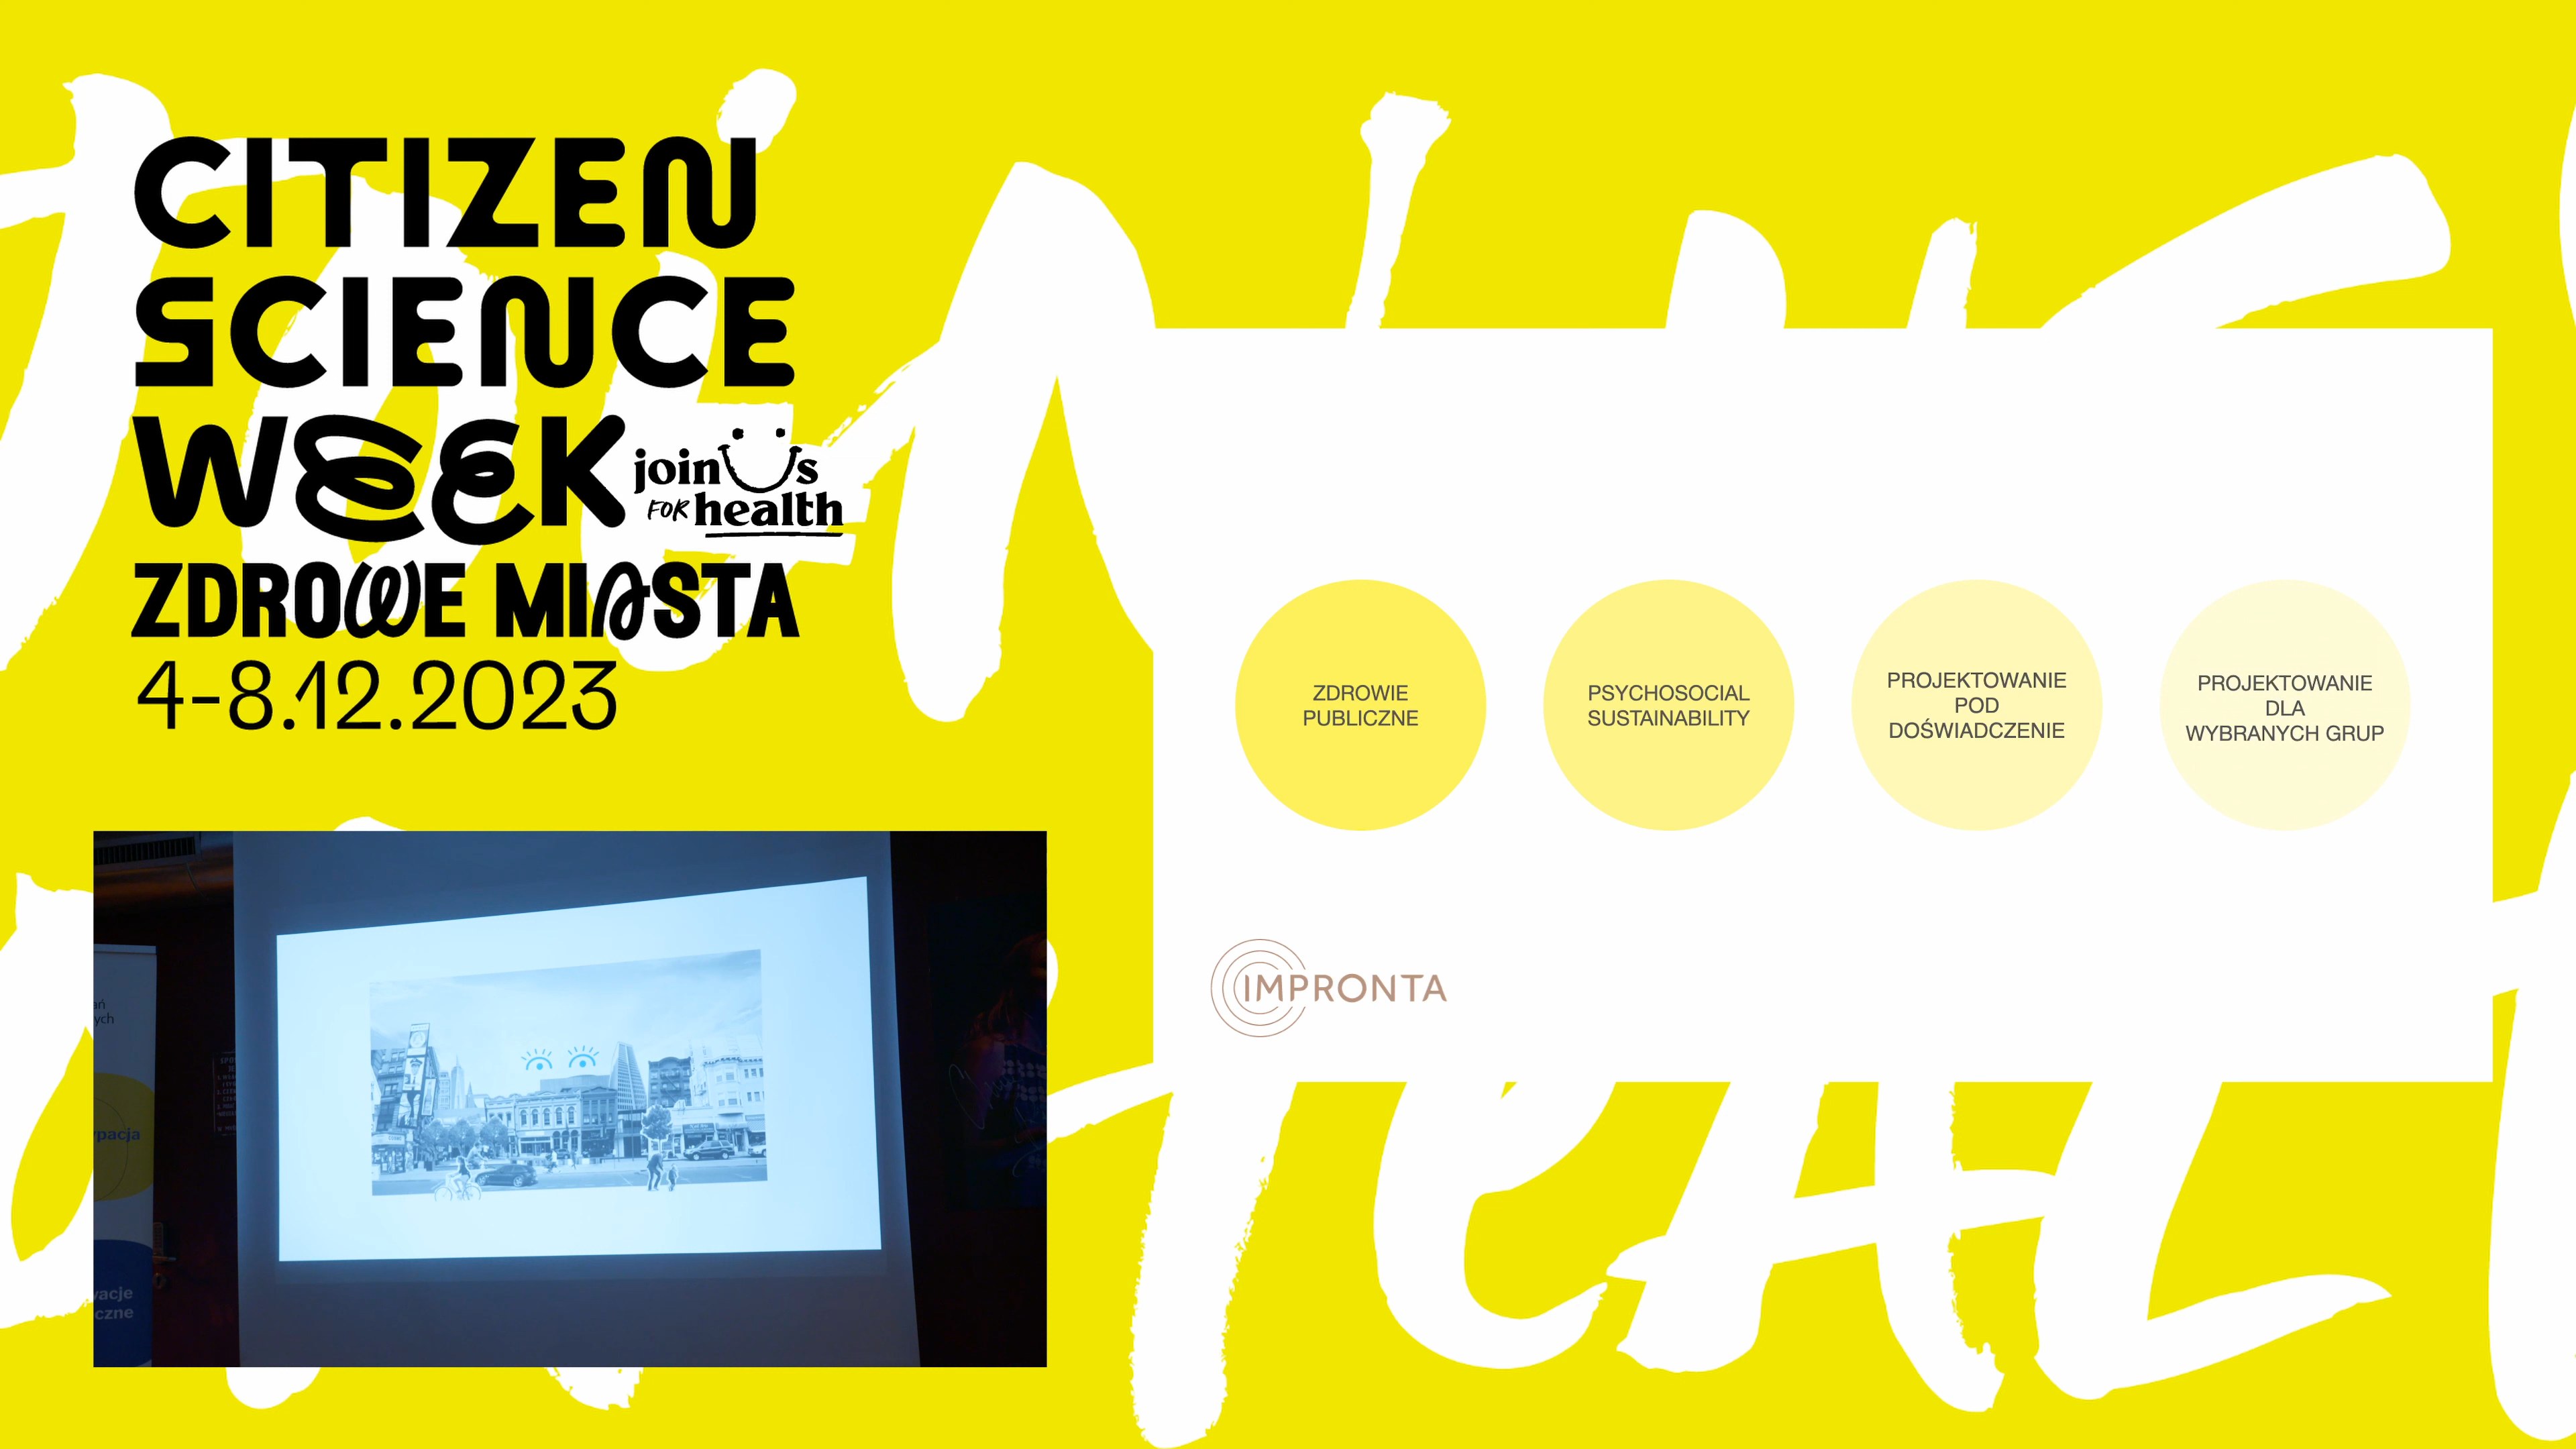 CITIZEN
SCIENCE
WEEK
join us
FOR health
ZDROWE MIASTA
4-8.12.2023
ZDROWIE
PUBLICZNE
PSYCHOSOCIAL
SUSTAINABILITY
PROJEKTOWANIE
POD
DOŚWIADCZENIE
PROJEKTOWANIE
DLA
WYBRANYCH GRUP
IMPRONTA